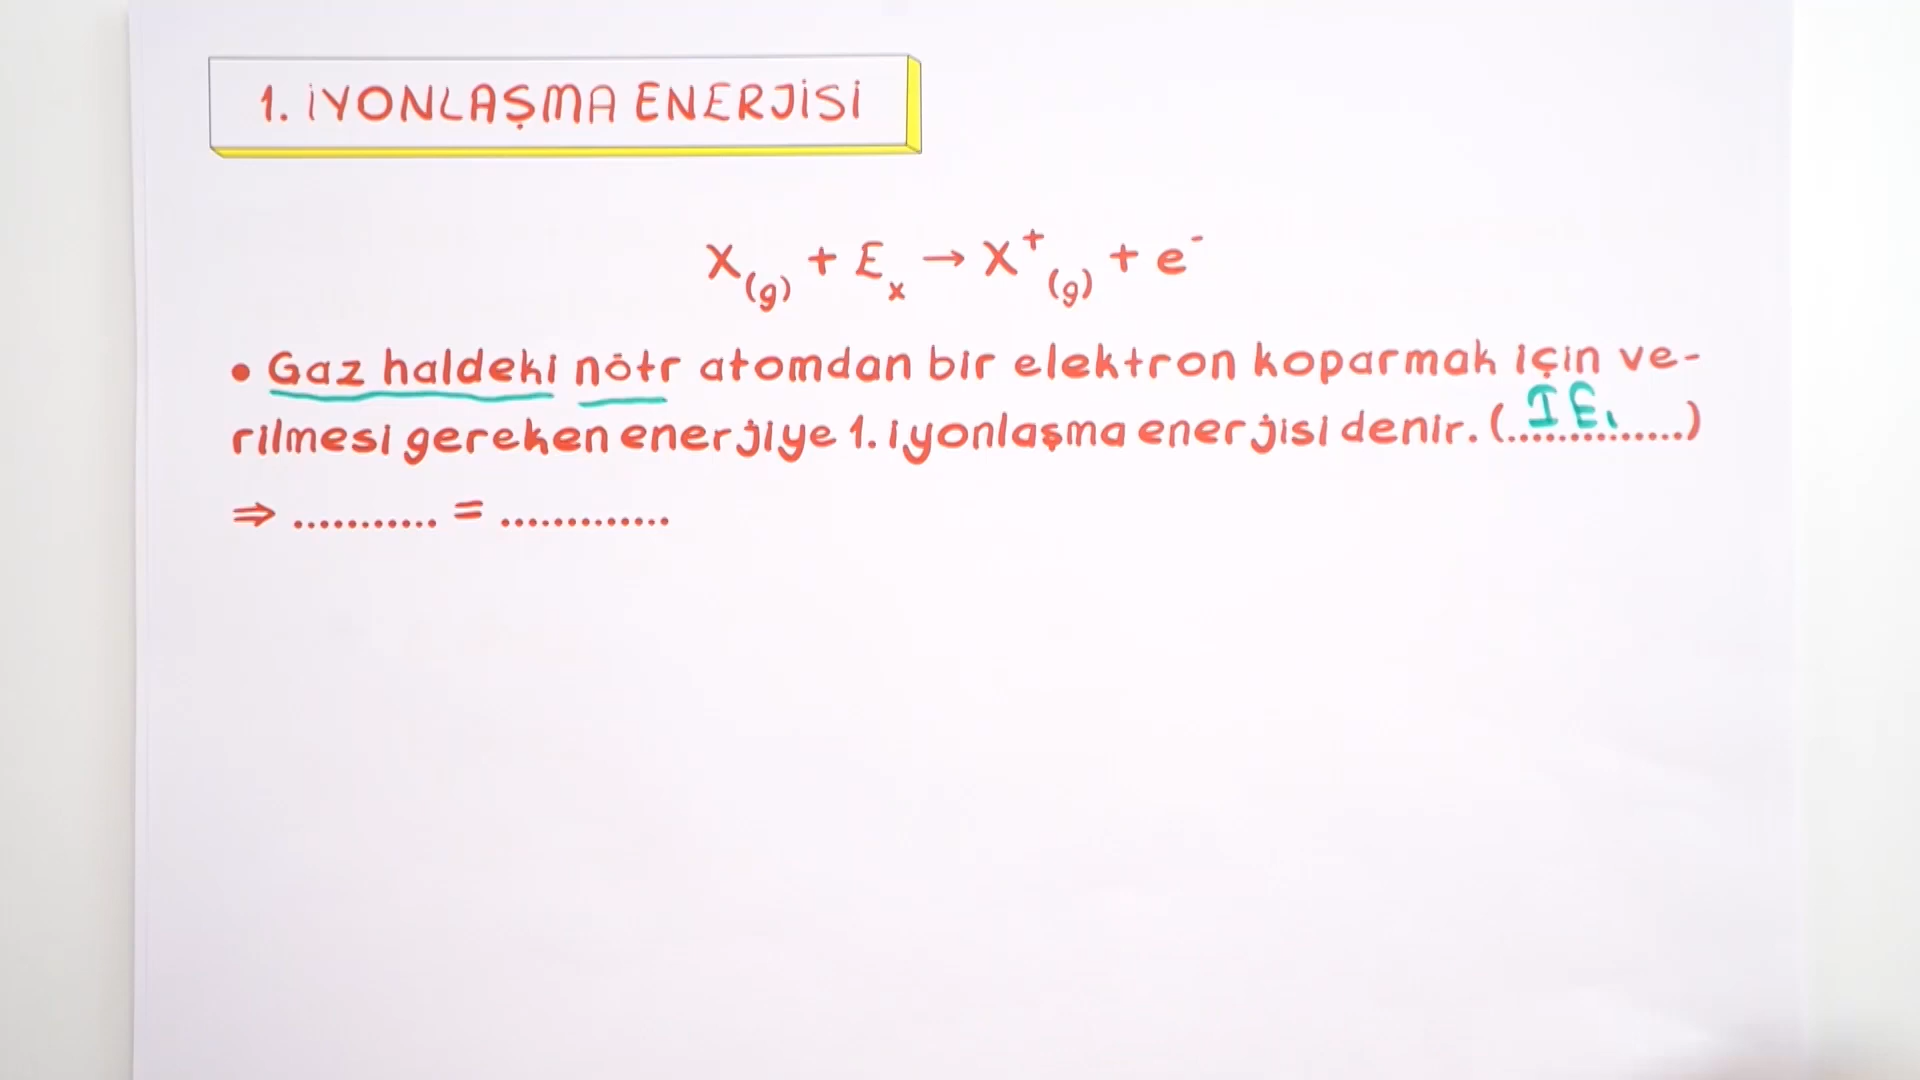 1. İYONLAŞMA ENERJİSİ
X(g) + Ex → X⁺(g) + e⁻
• Gaz haldeki nötr atomdan bir elektron koparmak için ve-
rilmesi gereken enerjiye 1. iyonlaşma enerjisi denir. (....IE₁....)
⇒ ........... = .............